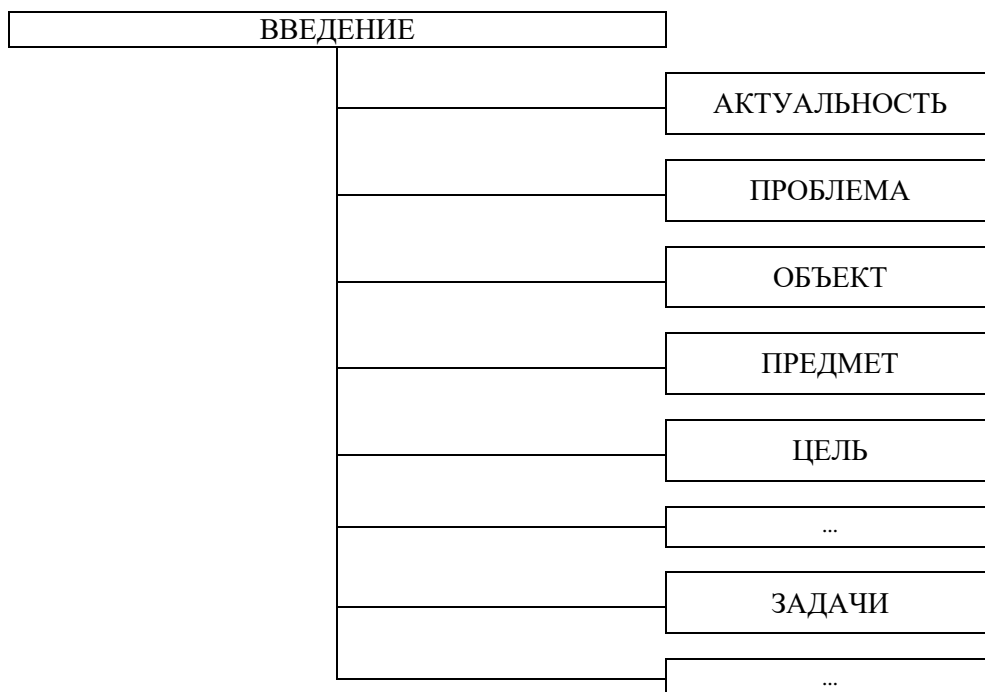 ВВЕДЕНИЕ
АКТУАЛЬНОСТЬ
ПРОБЛЕМА
ОБЪЕКТ
ПРЕДМЕТ
ЦЕЛЬ
...
ЗАДАЧИ
...